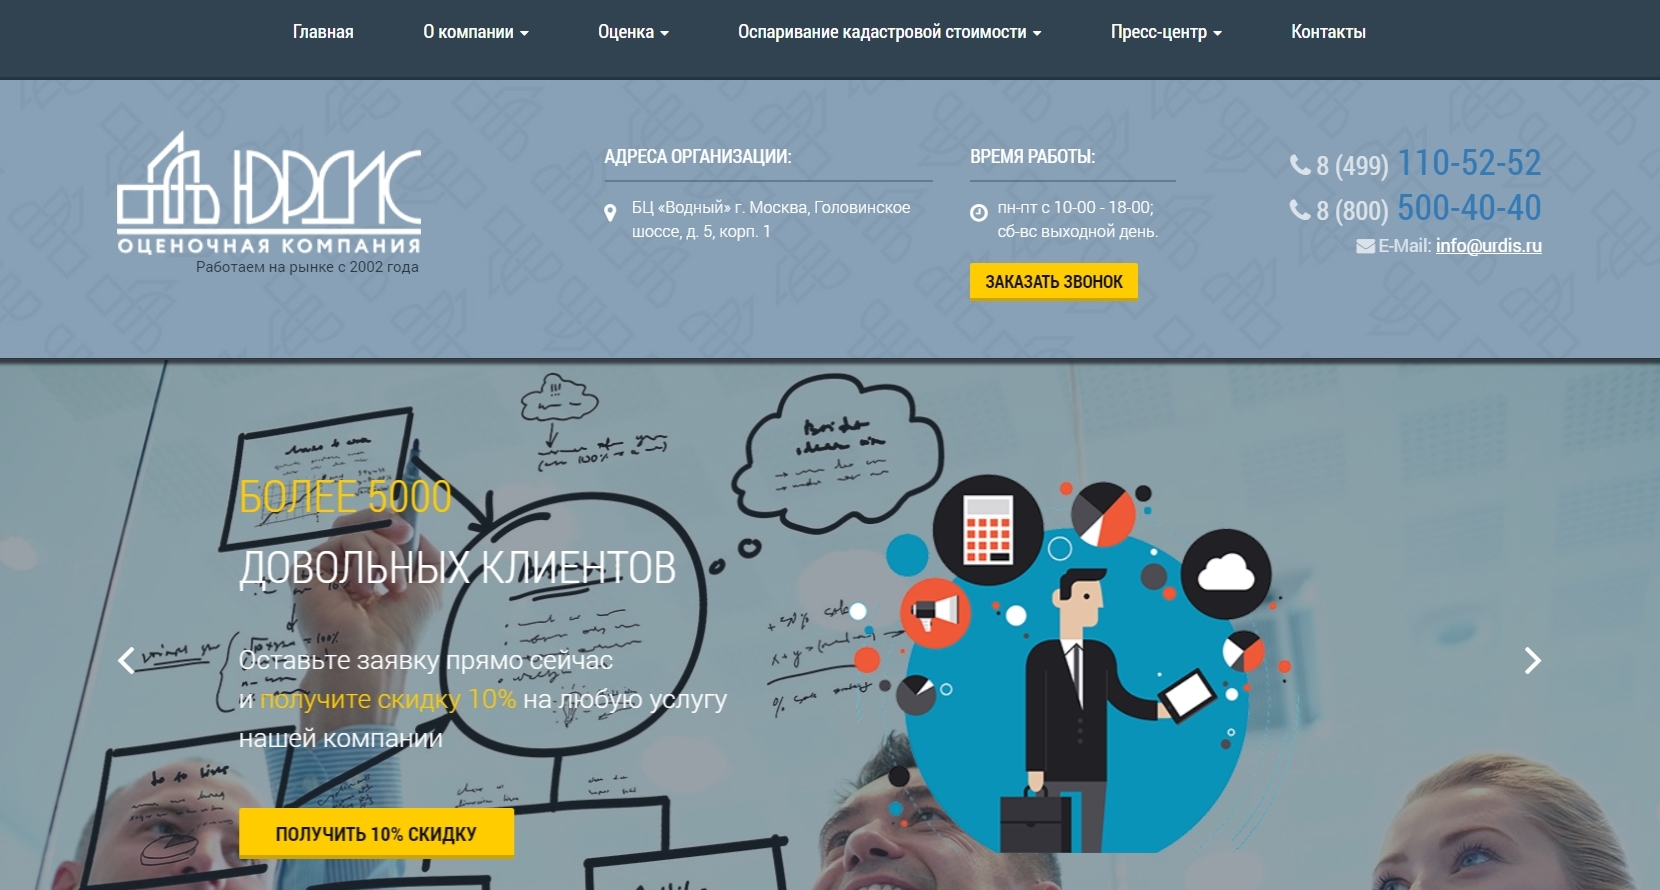 Главная
О компании
Оценка
Оспаривание кадастровой стоимости
Пресс-центр
Контакты
ЮРДИС
ОЦЕНОЧНАЯ КОМПАНИЯ
Работаем на рынке с 2002 года
АДРЕСА ОРГАНИЗАЦИИ:
БЦ «Водный» г. Москва, Головинское
шоссе, д. 5, корп. 1
ВРЕМЯ РАБОТЫ:
пн-пт с 10-00 - 18-00;
сб-вс выходной день.
ЗАКАЗАТЬ ЗВОНОК
8 (499) 110-52-52
8 (800) 500-40-40
E-Mail: info@urdis.ru
БОЛЕЕ 5000
ДОВОЛЬНЫХ КЛИЕНТОВ
Оставьте заявку прямо сейчас
и получите скидку 10% на любую услугу
нашей компании
ПОЛУЧИТЬ 10% СКИДКУ